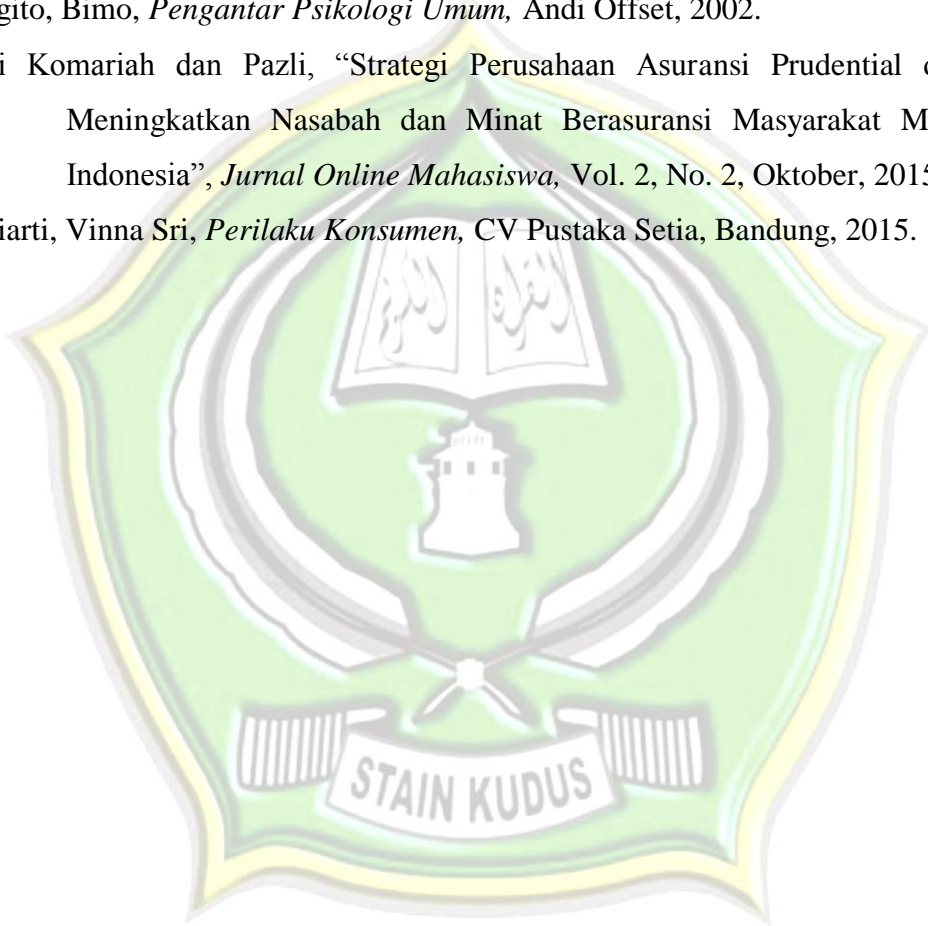 gito, Bimo, Pengantar Psikologi Umum, Andi Offset, 2002.
i Komariah dan Pazli, “Strategi Perusahaan Asuransi Prudential
Meningkatkan Nasabah dan Minat Berasuransi Masyarakat M
Indonesia”, Jurnal Online Mahasiswa, Vol. 2, No. 2, Oktober, 2015
iarti, Vinna Sri, Perilaku Konsumen, CV Pustaka Setia, Bandung, 2015.
القرآن الكريم
STAIN KUDUS